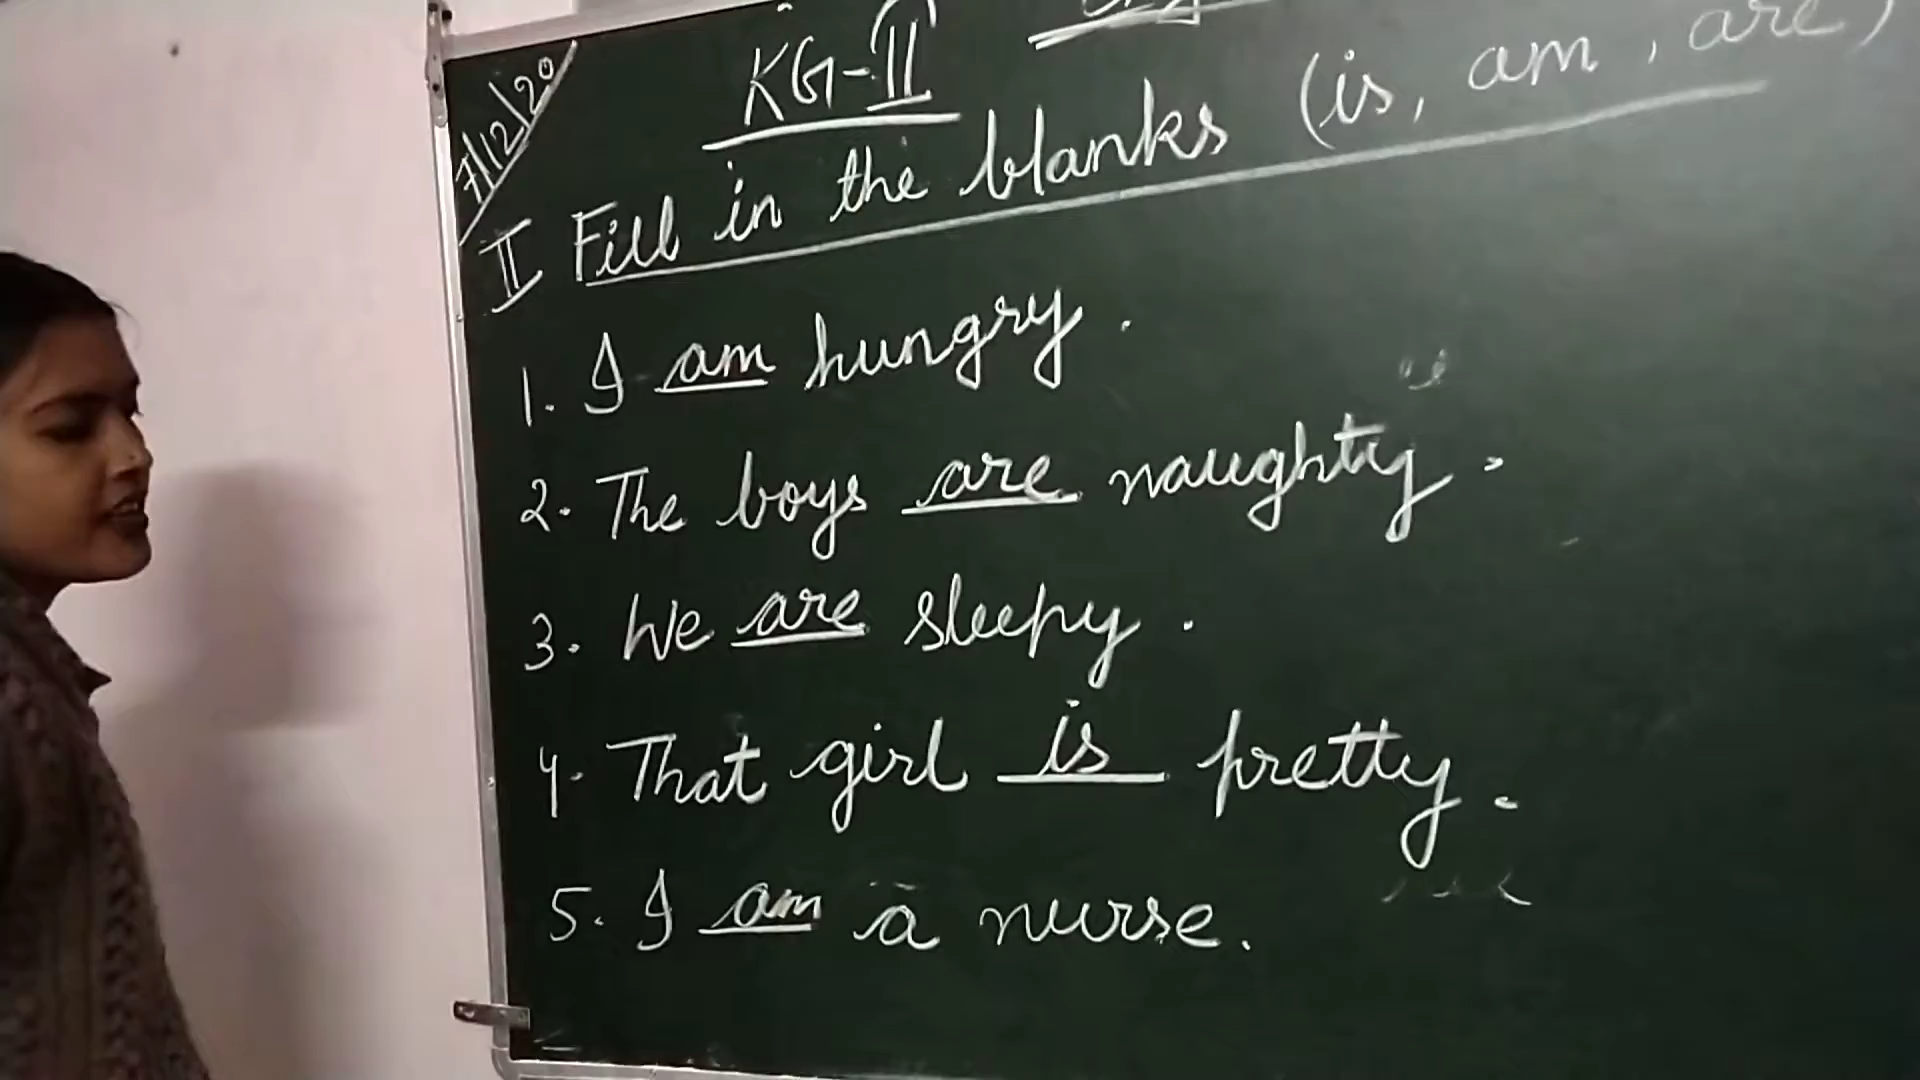 7/12/20
KG-II
II Fill in the blanks (is, am, are)
1. I am hungry.
2. The boys are naughty.
3. We are sleepy.
4. That girl is pretty.
5. I am a nurse.